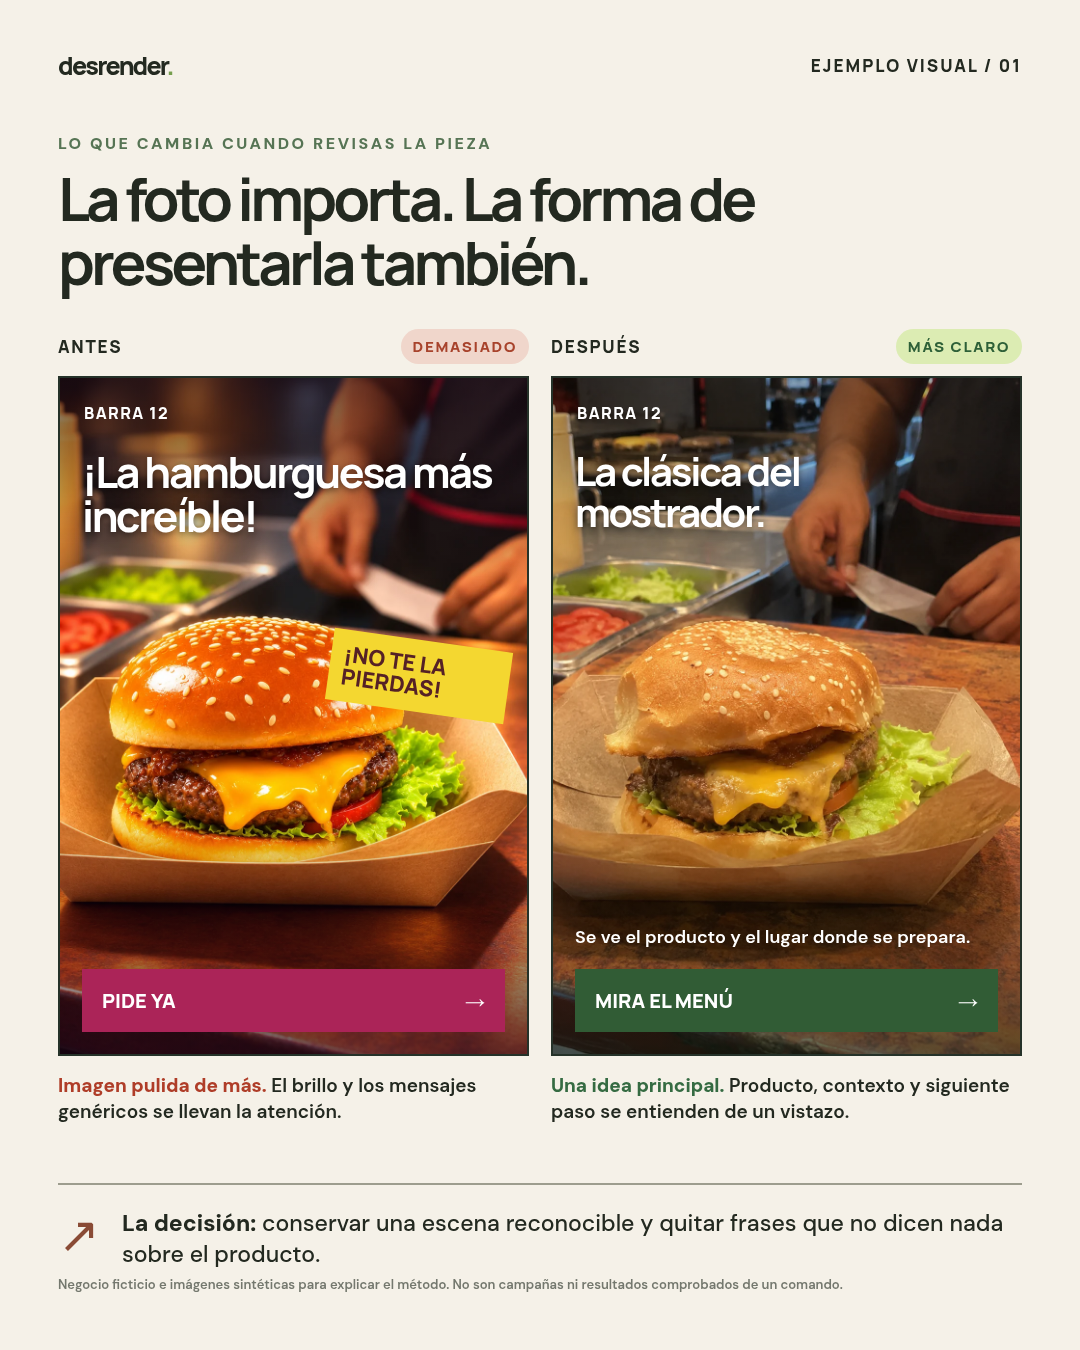 desrender.
EJEMPLO VISUAL / 01
LO QUE CAMBIA CUANDO REVISAS LA PIEZA
La foto importa. La forma de
presentarla también.
ANTES
DEMASIADO
BARRA 12
¡La hamburguesa más
increíble!
¡NO TE LA
PIERDAS!
PIDE YA →
Imagen pulida de más. El brillo y los mensajes
genéricos se llevan la atención.
DESPUÉS
MÁS CLARO
BARRA 12
La clásica del
mostrador.
Se ve el producto y el lugar donde se prepara.
MIRA EL MENÚ →
Una idea principal. Producto, contexto y siguiente
paso se entienden de un vistazo.
La decisión: conservar una escena reconocible y quitar frases que no dicen nada
sobre el producto.
Negocio ficticio e imágenes sintéticas para explicar el método. No son campañas ni resultados comprobados de un comando.